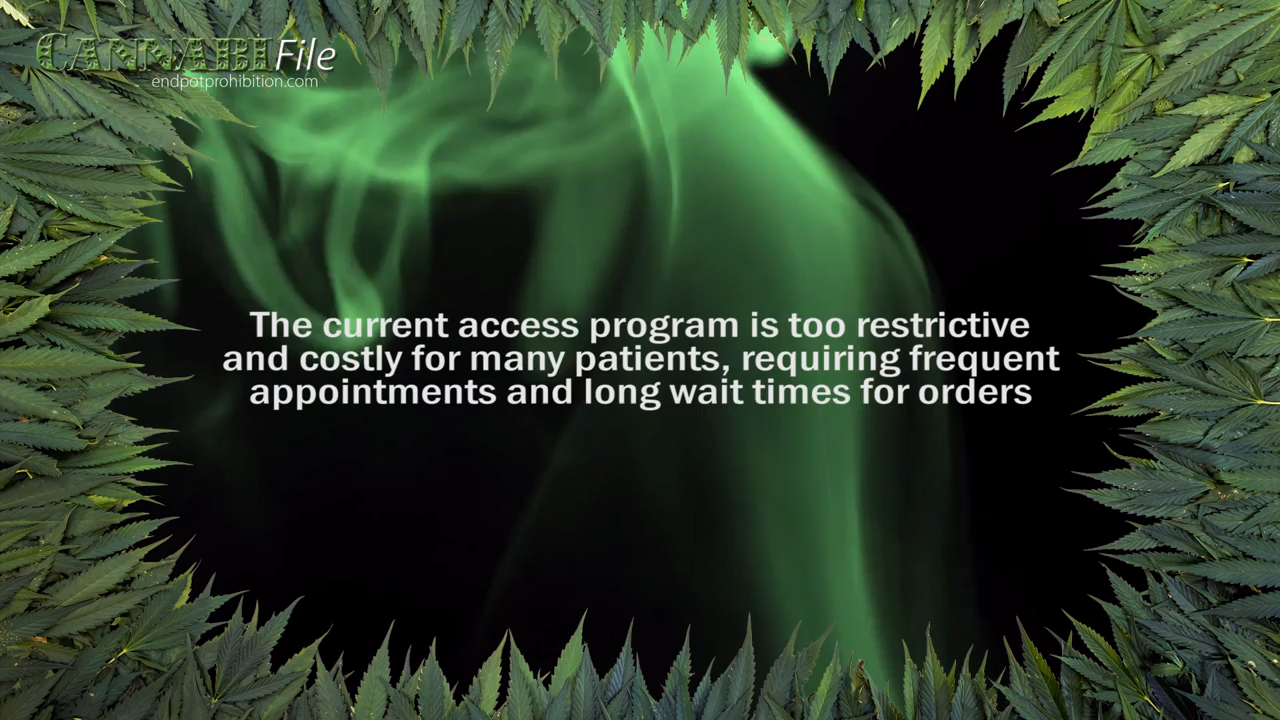 CANNABIFile
endpotprohibition.com
The current access program is too restrictive
and costly for many patients, requiring frequent
appointments and long wait times for orders